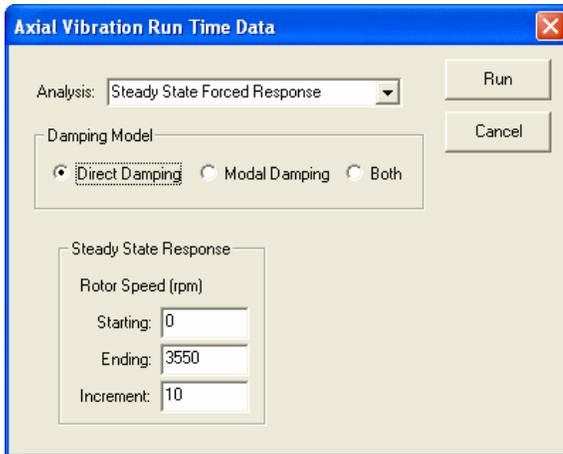 Axial Vibration Run Time Data
Analysis: Steady State Forced Response
Run
Cancel
Damping Model
Direct Damping Modal Damping Both
Steady State Response
Rotor Speed (rpm)
Starting: 0
Ending: 3550
Increment: 10